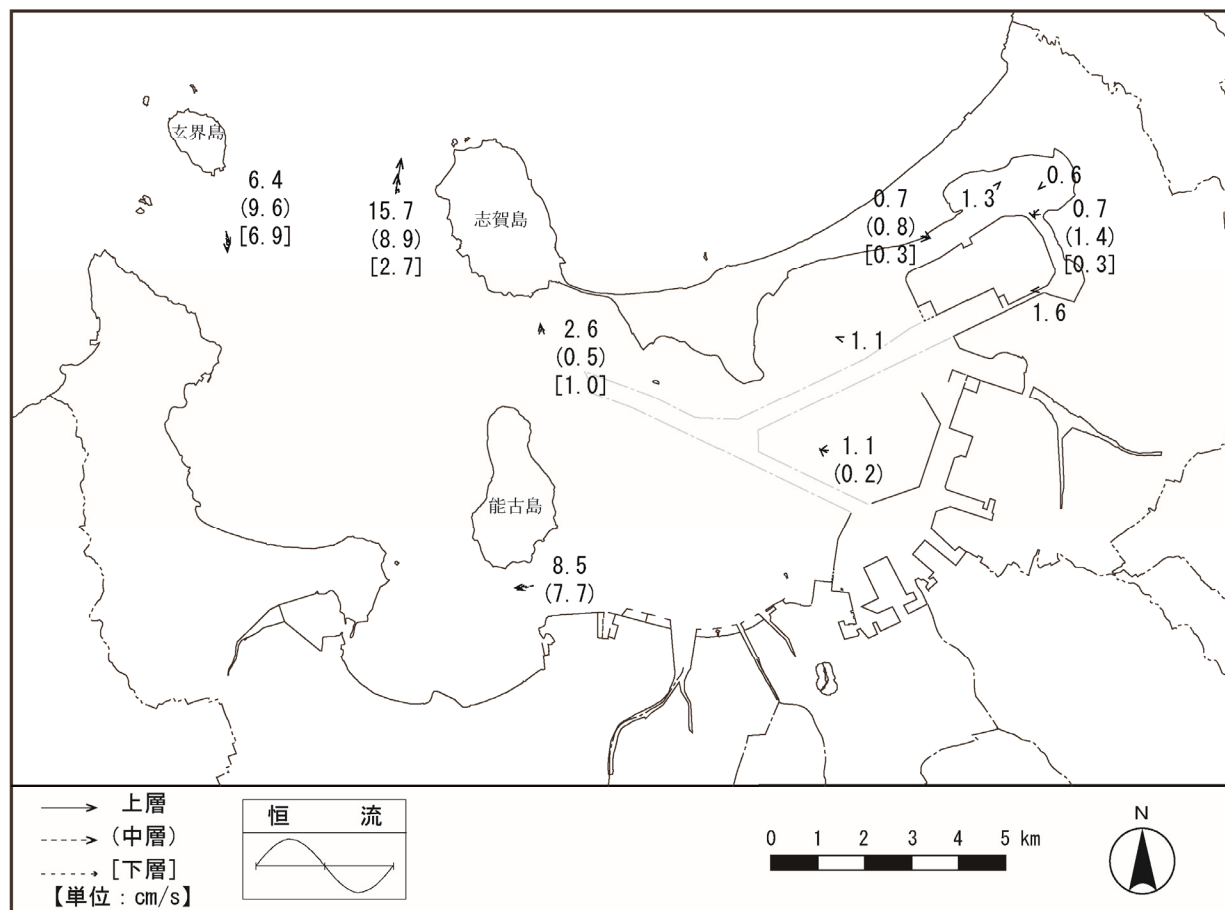 玄界島
6.4
(9.6)
[6.9]
15.7
(8.9)
[2.7]
志賀島
0.7
(0.8)
[0.3]
1.3
0.6
0.7
(1.4)
[0.3]
1.6
1.1
2.6
(0.5)
[1.0]
1.1
(0.2)
能古島
8.5
(7.7)
上層
(中層)
[下層]
【単位:cm/s】
恒 流
0 1 2 3 4 5 km
N